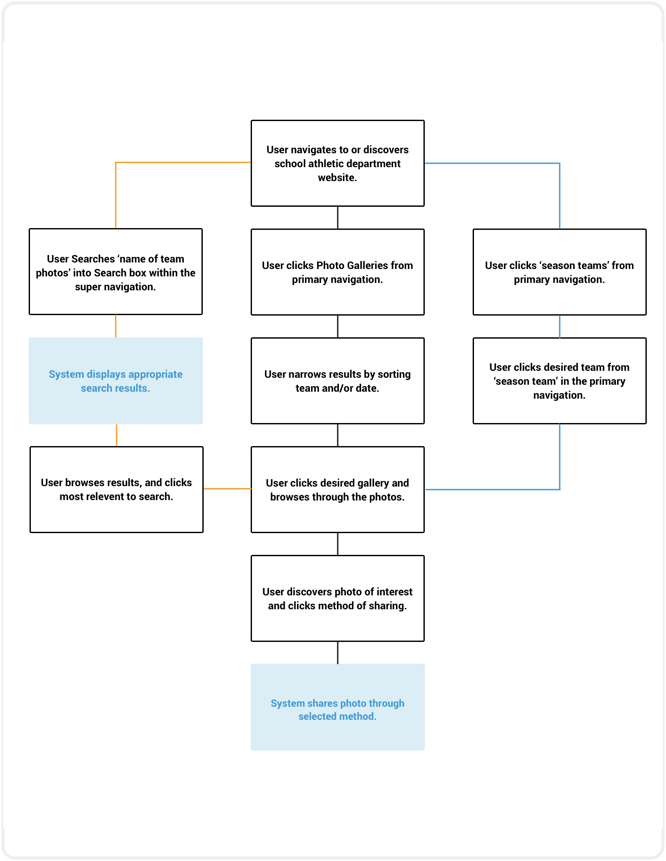 User navigates to or discovers
school athletic department
website.
User Searches ‘name of team
photos’ into Search box within the
super navigation.
User clicks Photo Galleries from
primary navigation.
User clicks ‘season teams’ from
primary navigation.
System displays appropriate
search results.
User narrows results by sorting
team and/or date.
User clicks desired team from
‘season team’ in the primary
navigation.
User browses results, and clicks
most relevent to search.
User clicks desired gallery and
browses through the photos.
User discovers photo of interest
and clicks method of sharing.
System shares photo through
selected method.